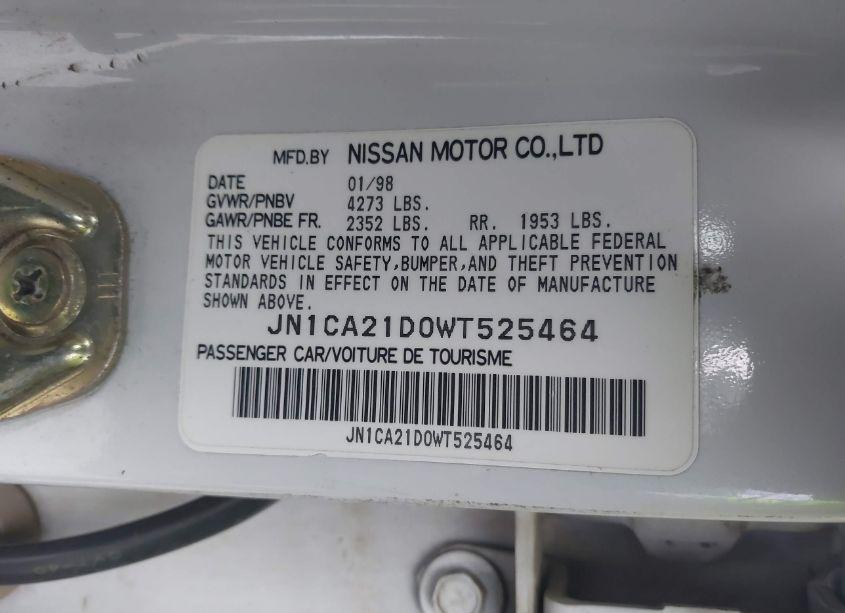 MFD.BY NISSAN MOTOR CO.,LTD
DATE 01/98
GVWR/PNBV 4273 LBS.
GAWR/PNBE FR. 2352 LBS. RR. 1953 LBS.
THIS VEHICLE CONFORMS TO ALL APPLICABLE FEDERAL
MOTOR VEHICLE SAFETY,BUMPER,AND THEFT PREVENTION
STANDARDS IN EFFECT ON THE DATE OF MANUFACTURE
SHOWN ABOVE.
JN1CA21D0WT525464
PASSENGER CAR/VOITURE DE TOURISME
JN1CA21D0WT525464